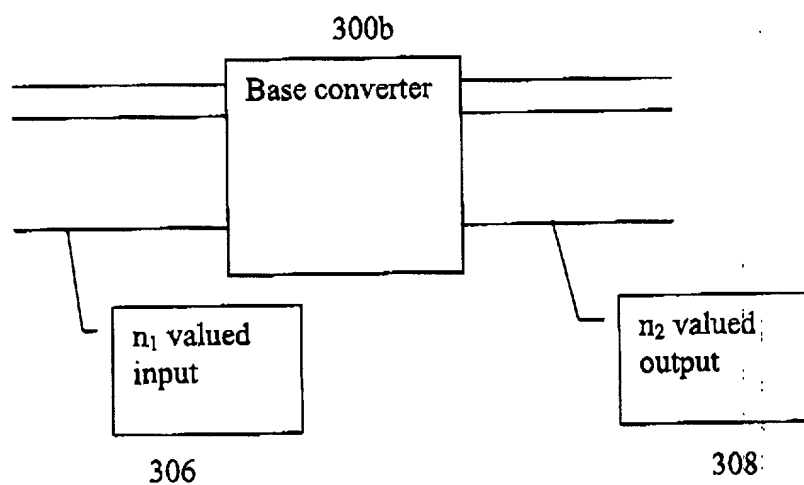 300b
Base converter
n₁ valued
input
n₂ valued
output
306
308